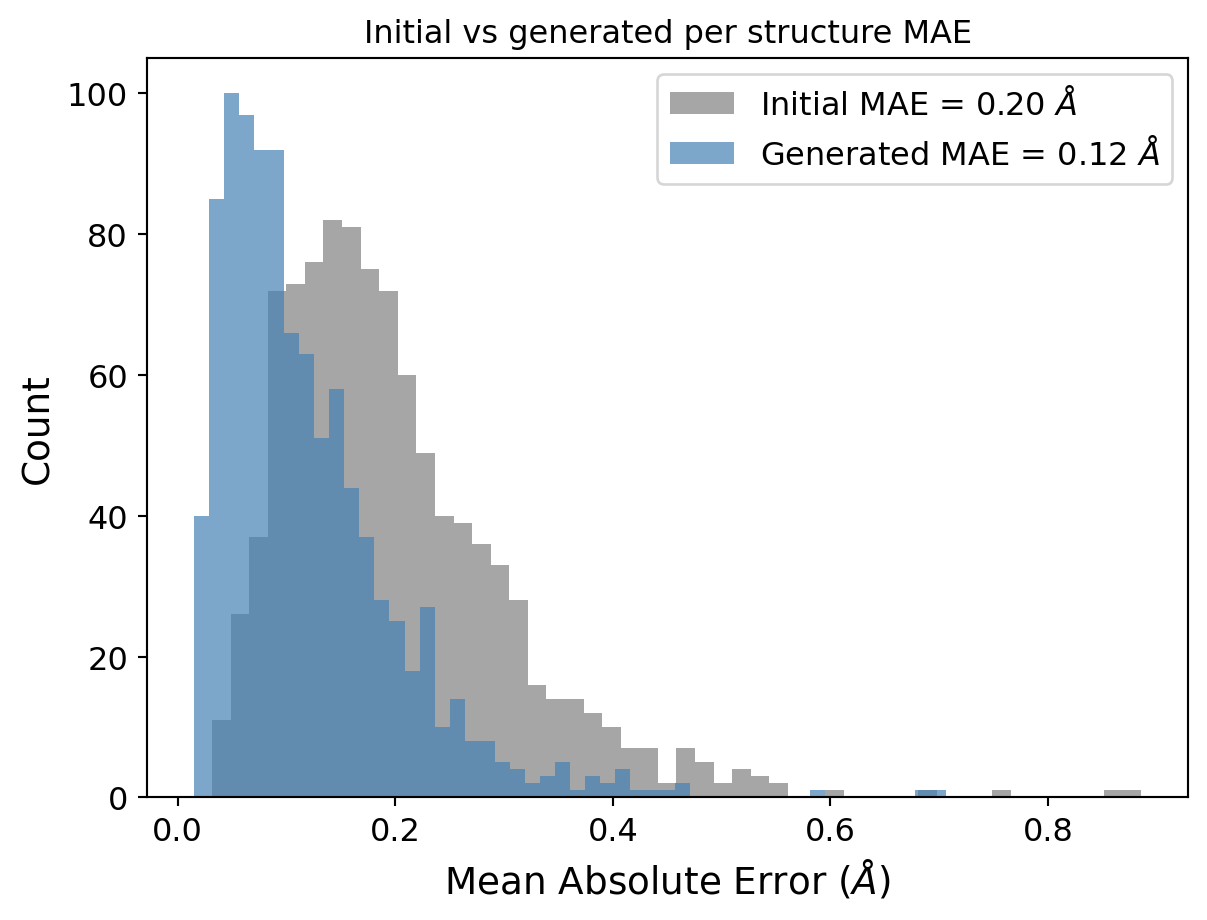 Initial vs generated per structure MAE
Initial MAE = 0.20 Å
Generated MAE = 0.12 Å
100
80
60
40
20
0
Count
0.0 0.2 0.4 0.6 0.8
Mean Absolute Error (Å)